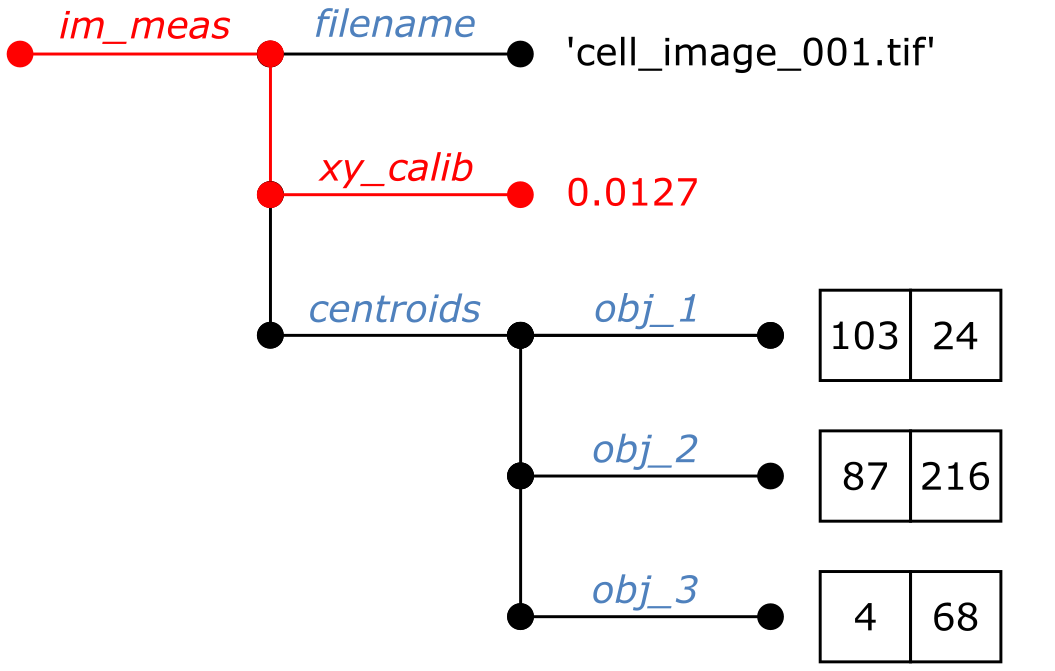 im_meas filename 'cell_image_001.tif'
xy_calib 0.0127
centroids obj_1 103 24
obj_2 87 216
obj_3 4 68